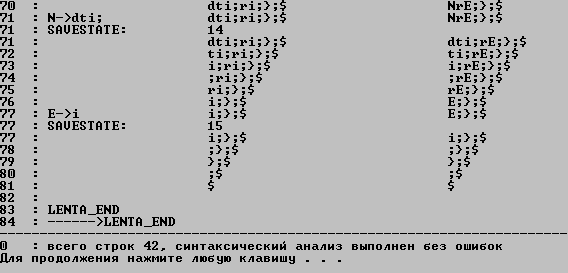 70 : dti;ri;};$ NrE;};$
71 : N->dti; dti;ri;};$ NrE;};$
71 : SAVESTATE: 14
71 : dti;ri;};$ dti;rE;};$
72 : ti;ri;};$ ti;rE;};$
73 : i;ri;};$ i;rE;};$
74 : ;ri;};$ ;rE;};$
75 : ri;};$ rE;};$
76 : i;};$ E;};$
77 : E->i i;};$ E;};$
77 : SAVESTATE: 15
77 : i;};$ i;};$
78 : ;};$ ;};$
79 : };$ };$
80 : ;$ ;$
81 : $ $
82 :
83 : LENTA_END
84 : ------>LENTA_END
0 : всего строк 42, синтаксический анализ выполнен без ошибок
Для продолжения нажмите любую клавишу . . .